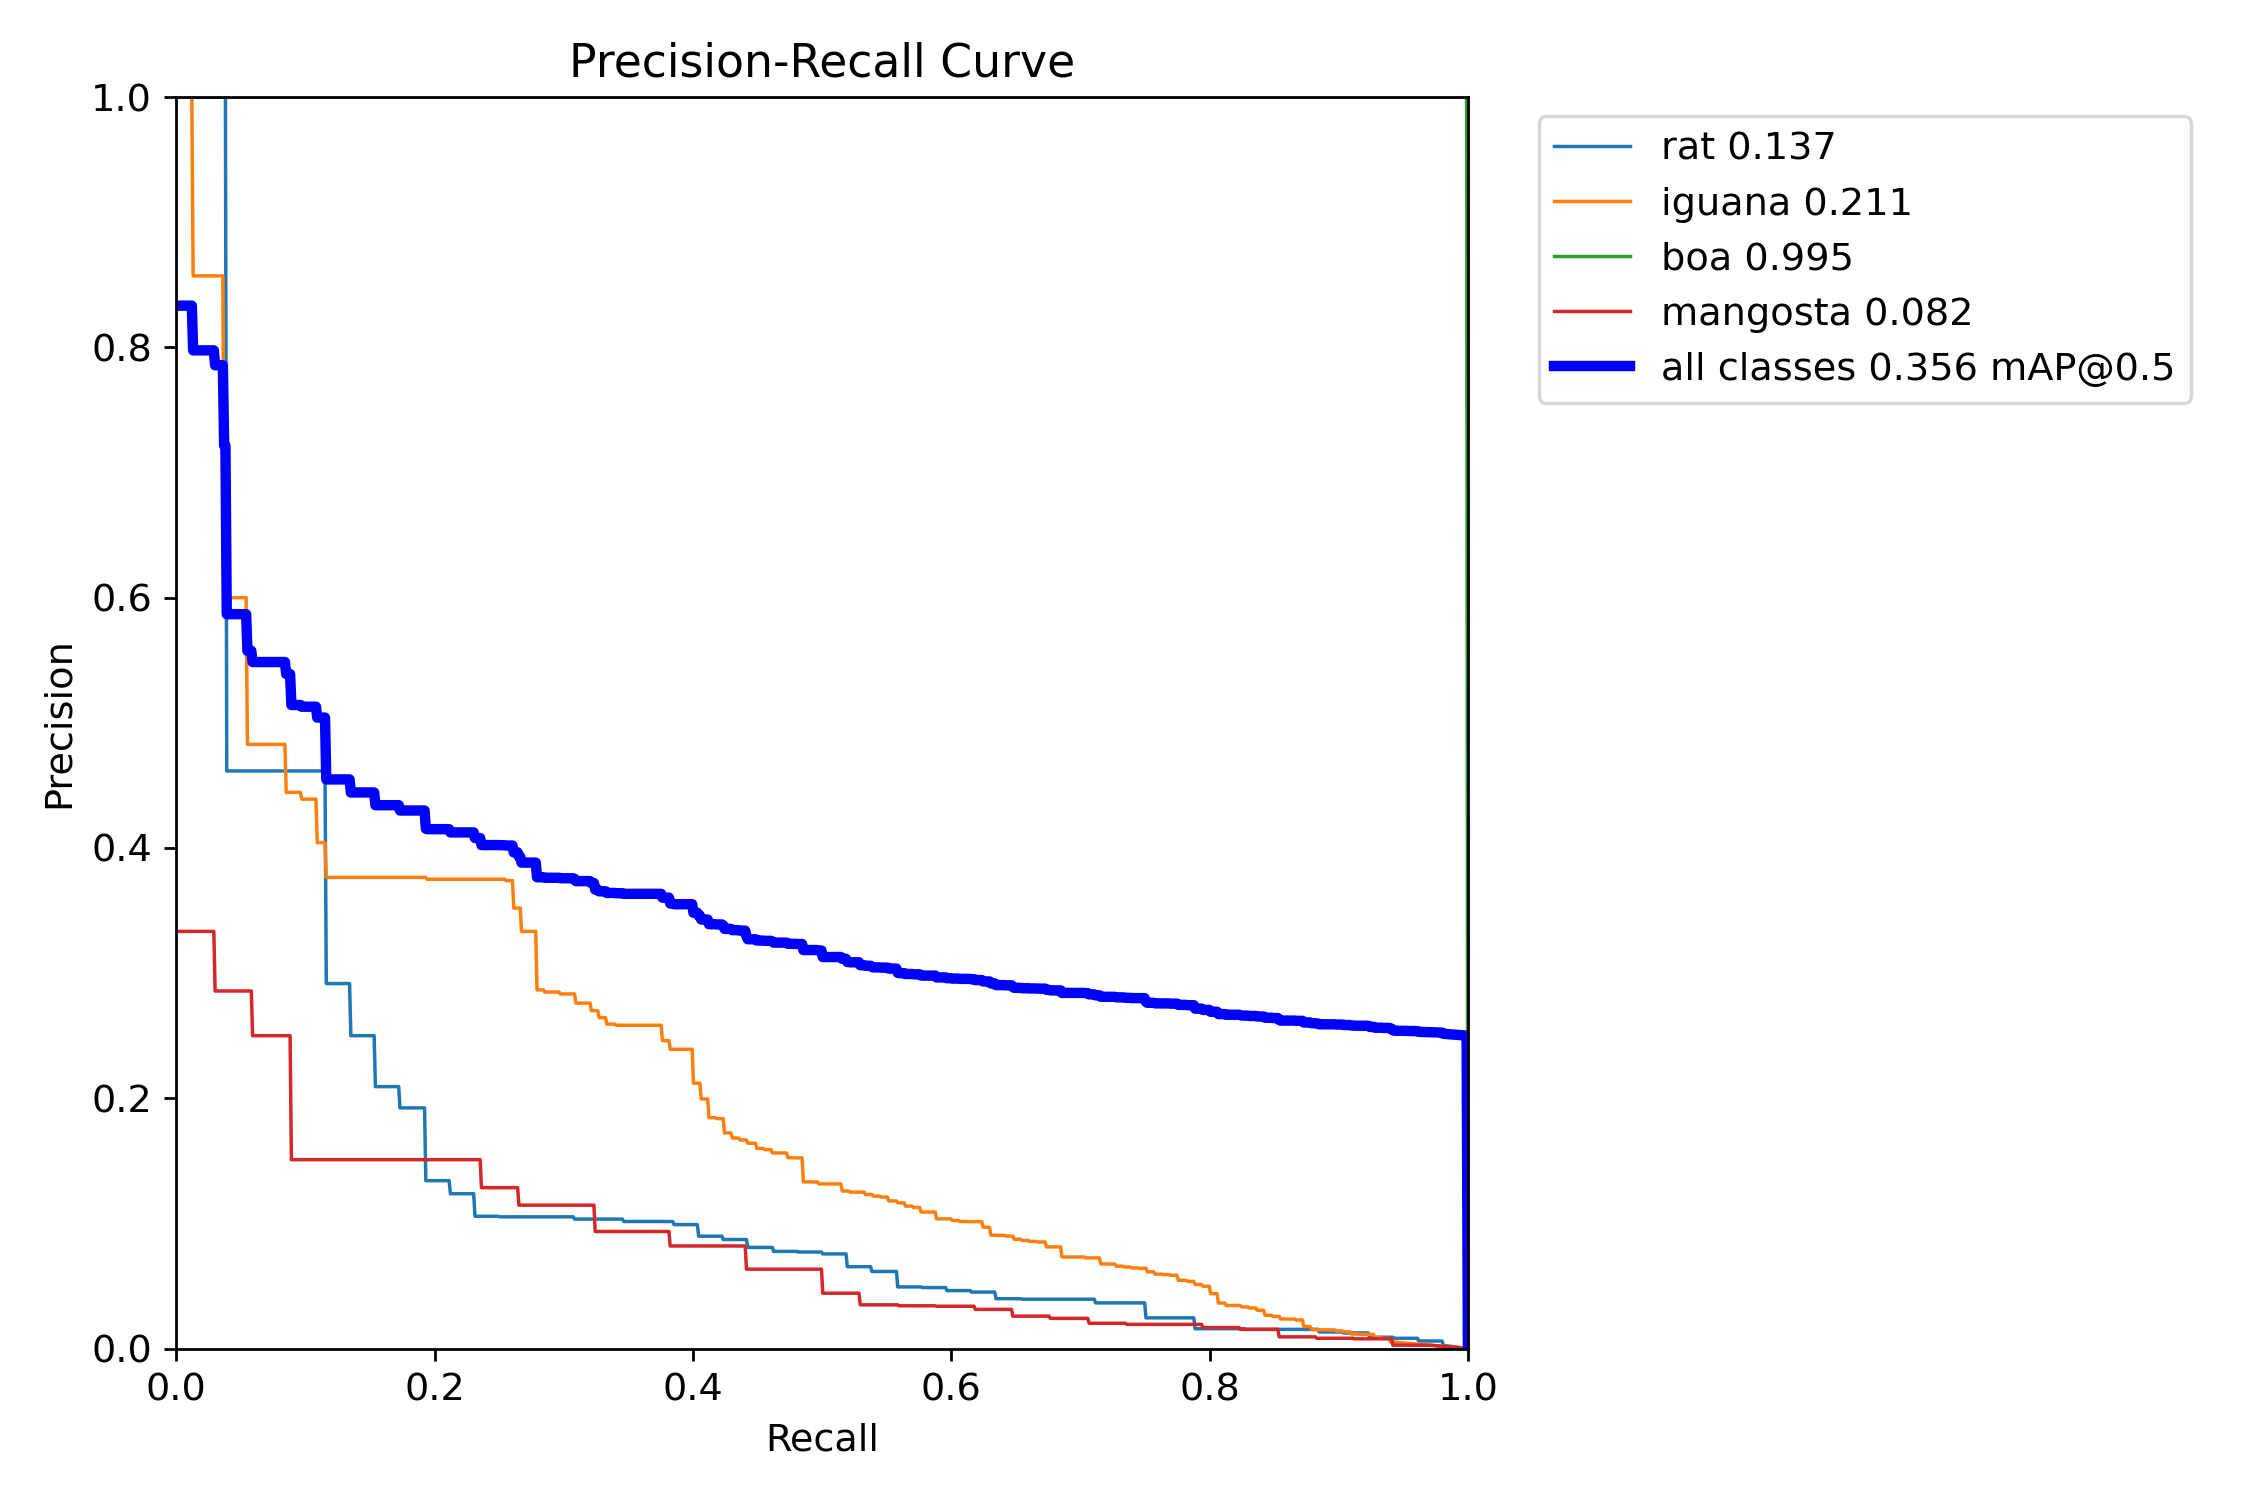 Precision-Recall Curve
1.0
0.8
0.6
0.4
0.2
0.0
Precision
0.0 0.2 0.4 0.6 0.8 1.0
Recall
rat 0.137
iguana 0.211
boa 0.995
mangosta 0.082
all classes 0.356 mAP@0.5